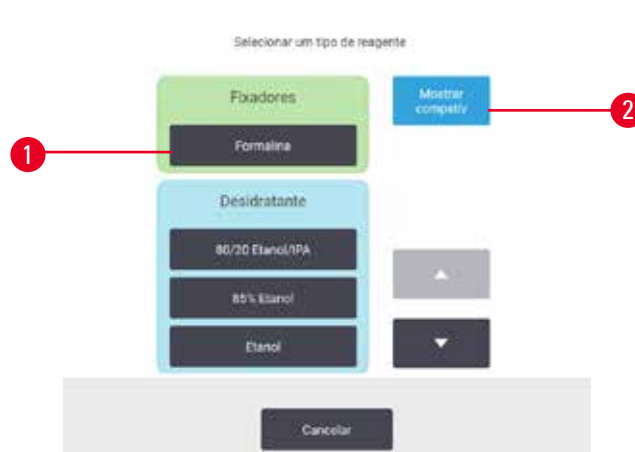 Selecionar um tipo de reagente
Fixadores
Mostrar
compatív
1
Formalina
2
Desidratante
80/20 Etanol/IPA
85% Etanol
Etanol
Cancelar